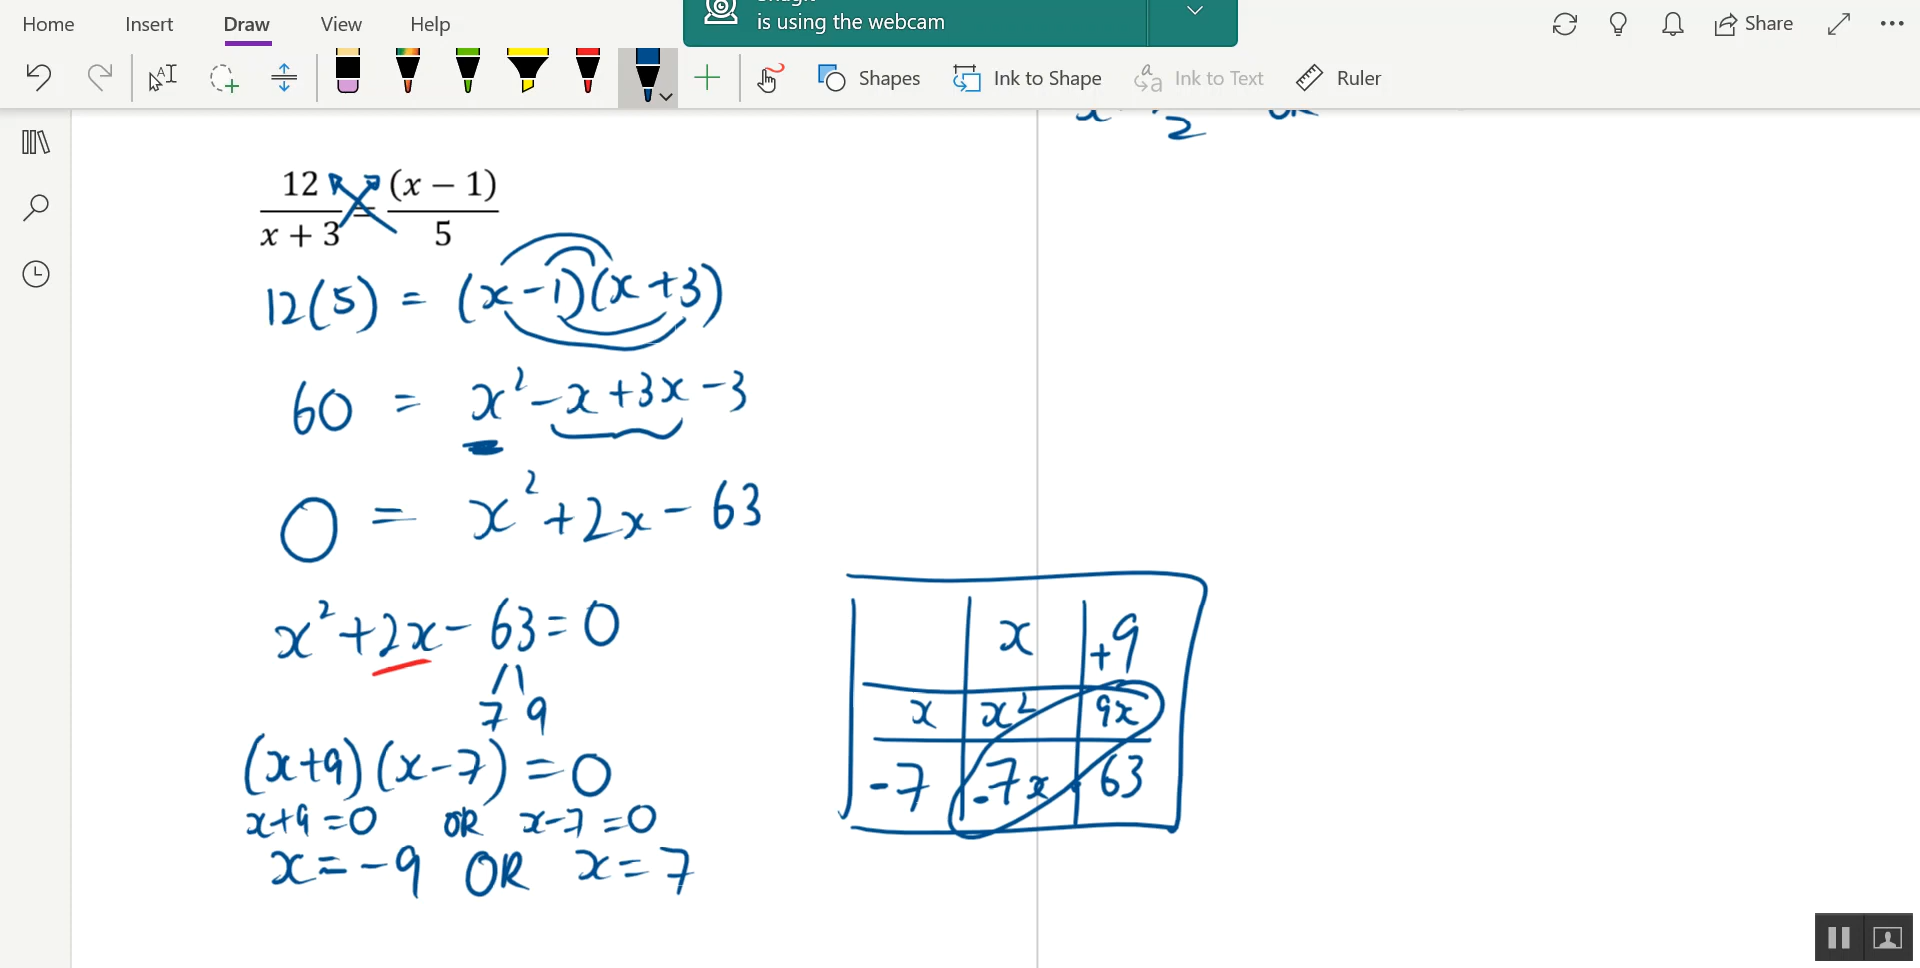 Home Insert Draw View Help
is using the webcam
Share
Shapes Ink to Shape Ink to Text Ruler
2 OR
12 / (x + 3) = (x − 1) / 5
12(5) = (x-1)(x+3)
60 = x² - x + 3x - 3
0 = x² + 2x - 63
x² + 2x - 63 = 0
7 9
(x+9)(x-7) = 0
x+9=0 OR x-7=0
x = -9 OR x = 7
x +9
x x² 9x
-7 -7x -63